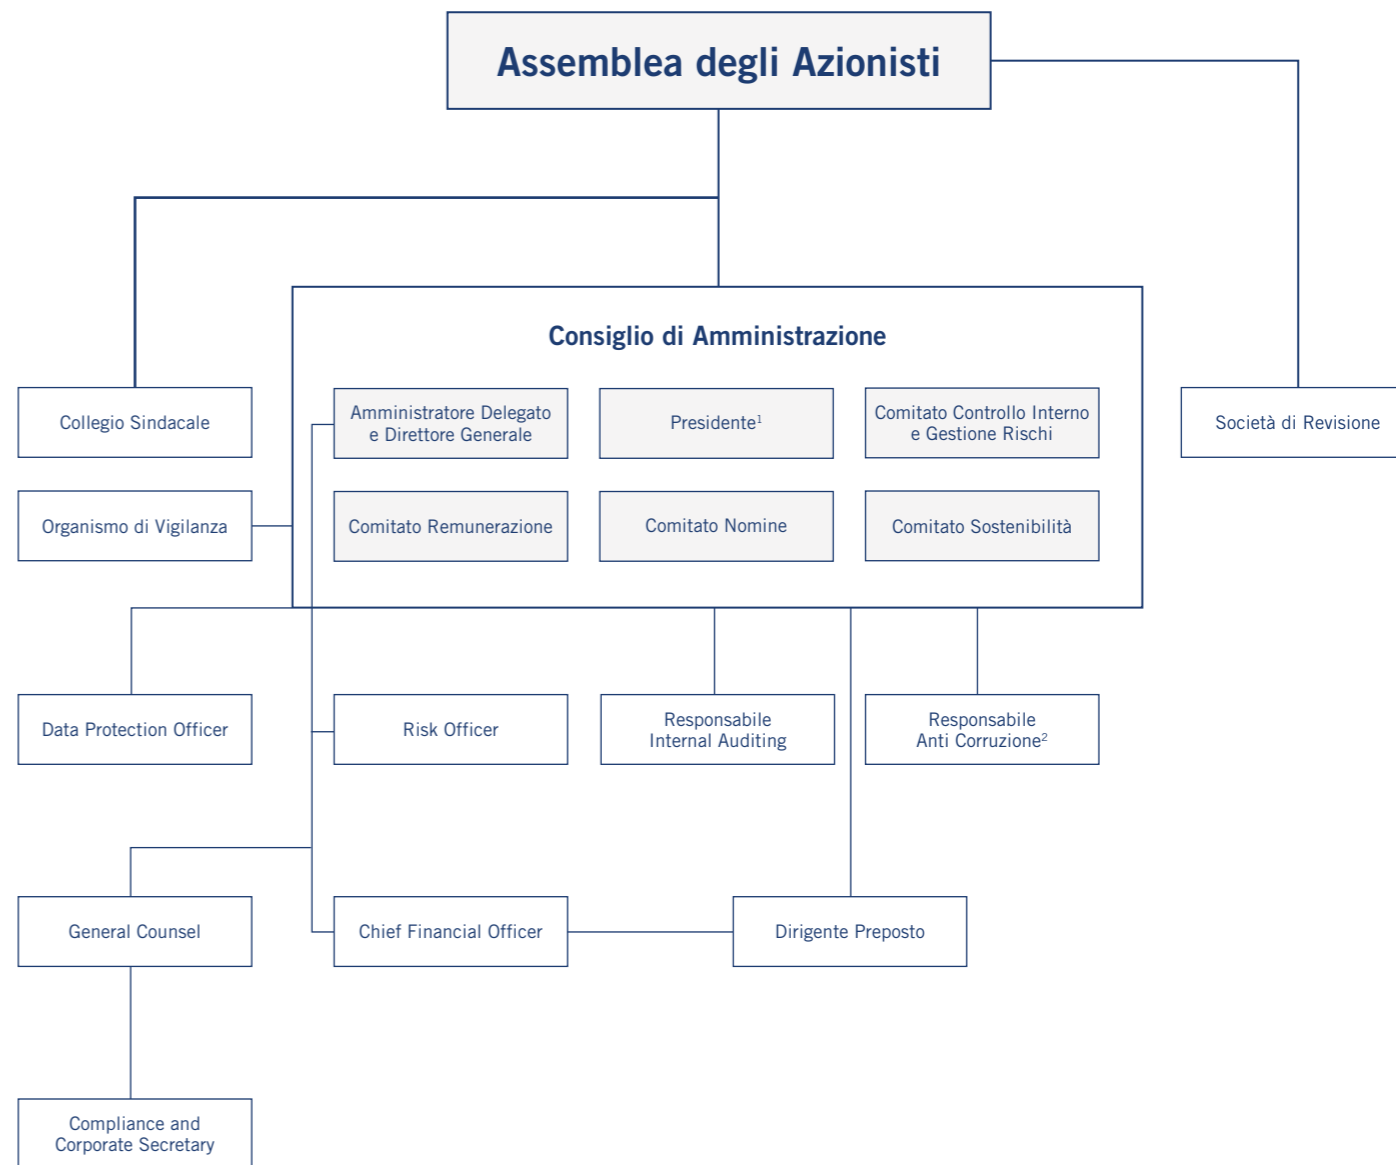 Assemblea degli Azionisti
Consiglio di Amministrazione
Collegio Sindacale
Amministratore Delegato
e Direttore Generale
Presidente¹
Comitato Controllo Interno
e Gestione Rischi
Società di Revisione
Organismo di Vigilanza
Comitato Remunerazione
Comitato Nomine
Comitato Sostenibilità
Data Protection Officer
Risk Officer
Responsabile
Internal Auditing
Responsabile
Anti Corruzione²
General Counsel
Chief Financial Officer
Dirigente Preposto
Compliance and
Corporate Secretary